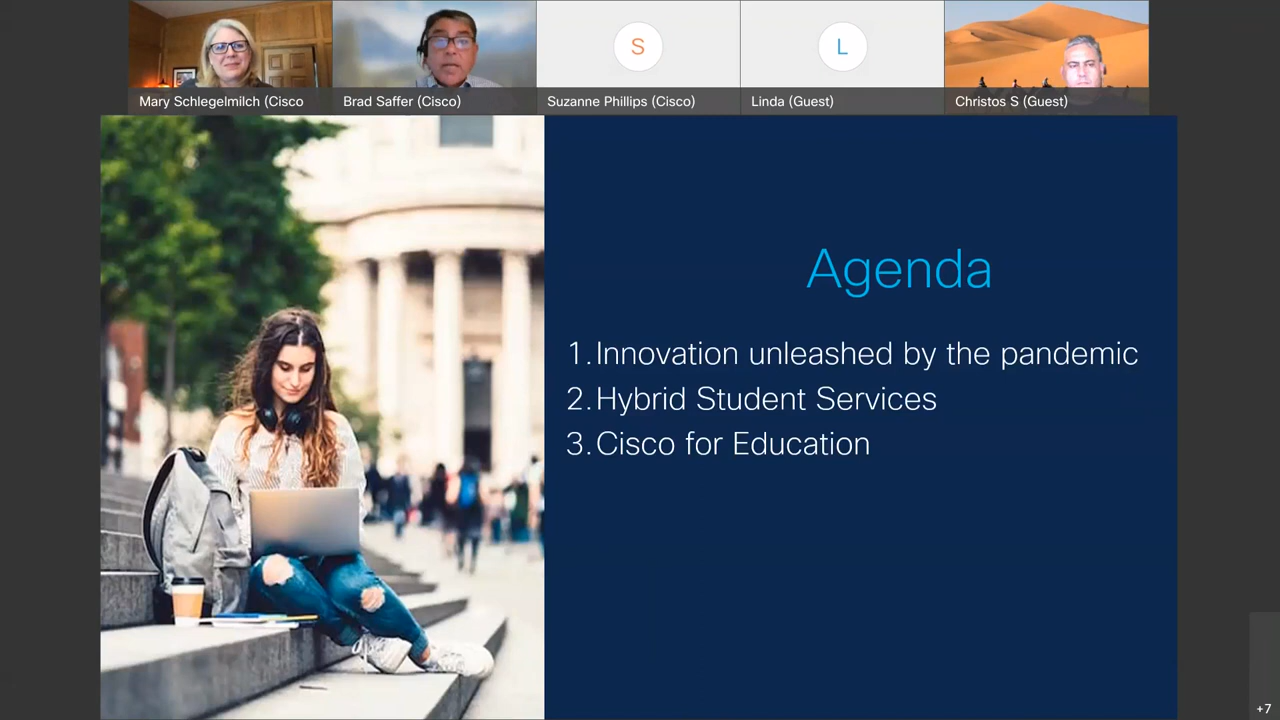 Mary Schlegelmilch (Cisco
Brad Saffer (Cisco)
S
Suzanne Phillips (Cisco)
L
Linda (Guest)
Christos S (Guest)
Agenda
1. Innovation unleashed by the pandemic
2. Hybrid Student Services
3. Cisco for Education
+7